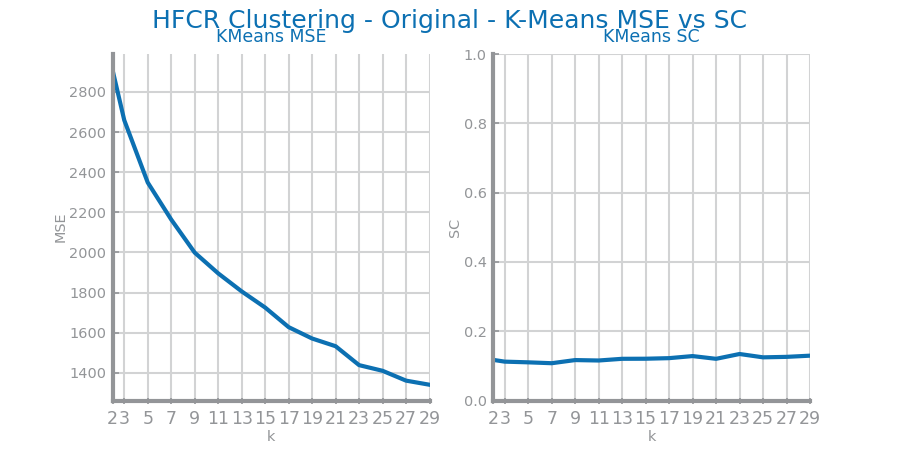 HFCR Clustering - Original - K-Means MSE vs SC
KMeans MSE
MSE
2800
2600
2400
2200
2000
1800
1600
1400
2 3 5 7 9 11 13 15 17 19 21 23 25 27 29
k
KMeans SC
SC
1.0
0.8
0.6
0.4
0.2
0.0
2 3 5 7 9 11 13 15 17 19 21 23 25 27 29
k